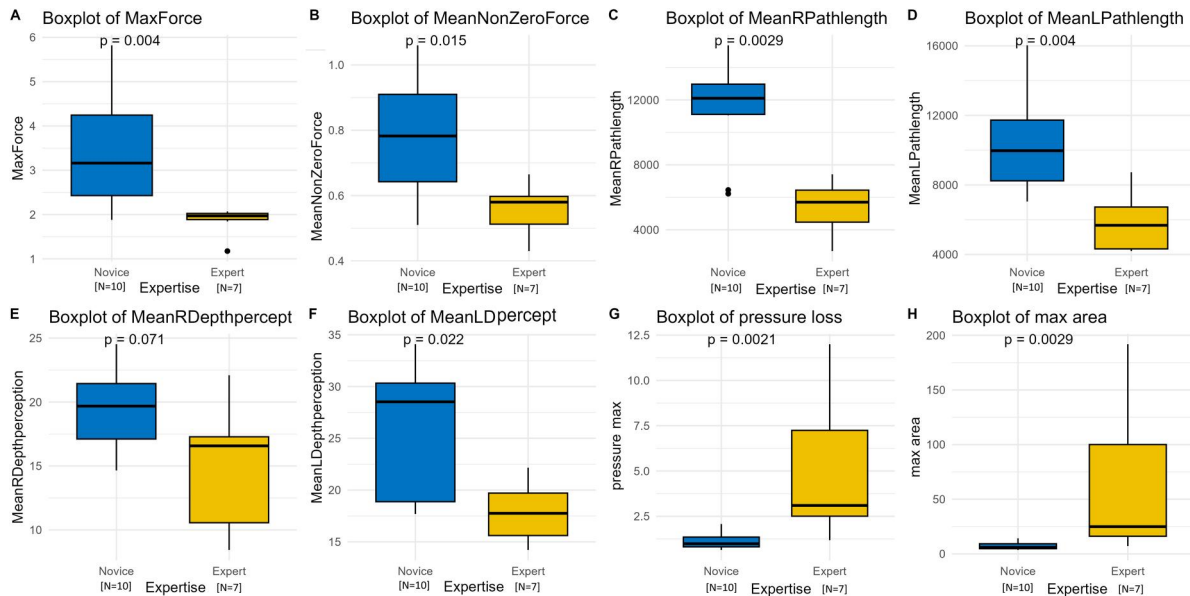 A Boxplot of MaxForce
p = 0.004
MaxForce
6
5
4
3
2
1
Novice Expert
[N=10] Expertise [N=7]
B Boxplot of MeanNonZeroForce
p = 0.015
MeanNonZeroForce
1.0
0.8
0.6
0.4
Novice Expert
[N=10] Expertise [N=7]
C Boxplot of MeanRPathlength
p = 0.0029
MeanRPathlength
12000
8000
4000
Novice Expert
[N=10] Expertise [N=7]
D Boxplot of MeanLPathlength
p = 0.004
MeanLPathlength
16000
12000
8000
4000
Novice Expert
[N=10] Expertise [N=7]
E Boxplot of MeanRDepthpercept
p = 0.071
MeanRDepthperception
25
20
15
10
Novice Expert
[N=10] Expertise [N=7]
F Boxplot of MeanLDpercept
p = 0.022
MeanLDepthperception
35
30
25
20
15
Novice Expert
[N=10] Expertise [N=7]
G Boxplot of pressure loss
p = 0.0021
pressure max
12.5
10.0
7.5
5.0
2.5
Novice Expert
[N=10] Expertise [N=7]
H Boxplot of max area
p = 0.0029
max area
200
150
100
50
0
Novice Expert
[N=10] Expertise [N=7]